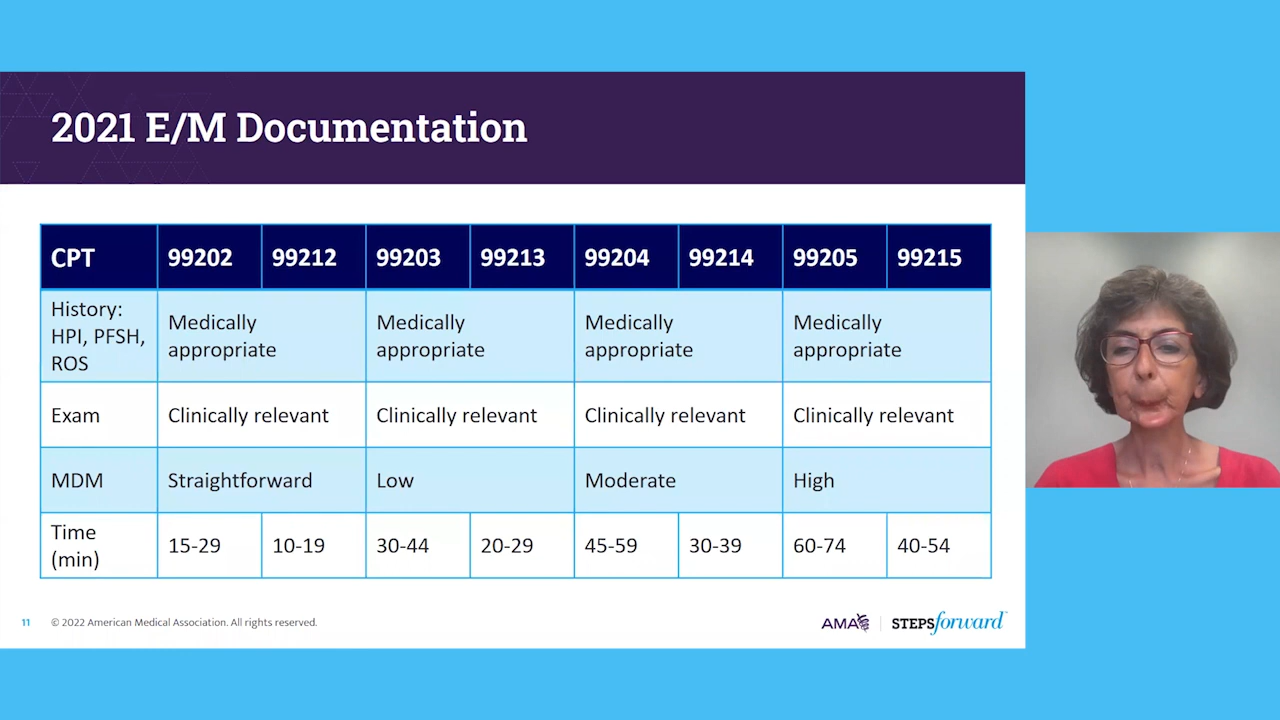 2021 E/M Documentation
CPT 99202 99212 99203 99213 99204 99214 99205 99215
History:
HPI, PFSH,
ROS
Medically
appropriate
Medically
appropriate
Medically
appropriate
Medically
appropriate
Exam Clinically relevant Clinically relevant Clinically relevant Clinically relevant
MDM Straightforward Low Moderate High
Time
(min)
15-29 10-19 30-44 20-29 45-59 30-39 60-74 40-54
11 © 2022 American Medical Association. All rights reserved.
AMA STEPSforward™